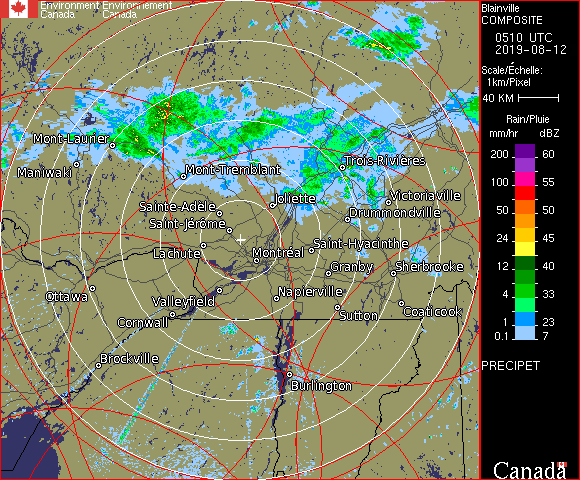 Environment Environnement
Canada Canada
Blainville
COMPOSITE
0510 UTC
2019-08-12
Scale/Échelle:
1km/Pixel
40 KM
Rain/Pluie
mm/hr dBZ
200 60
100 55
50 50
24 45
12 40
4 33
1 23
0.1 7
PRECIPET
Canada
Mont-Laurier
Maniwaki
Mont-Tremblant
Trois-Rivières
Sainte-Adèle
Joliette
Victoriaville
Drummondville
Saint-Jérôme
Saint-Hyacinthe
Lachute
Montréal
Granby
Sherbrooke
Ottawa
Valleyfield
Napierville
Cornwall
Sutton
Coaticook
Brockville
Burlington